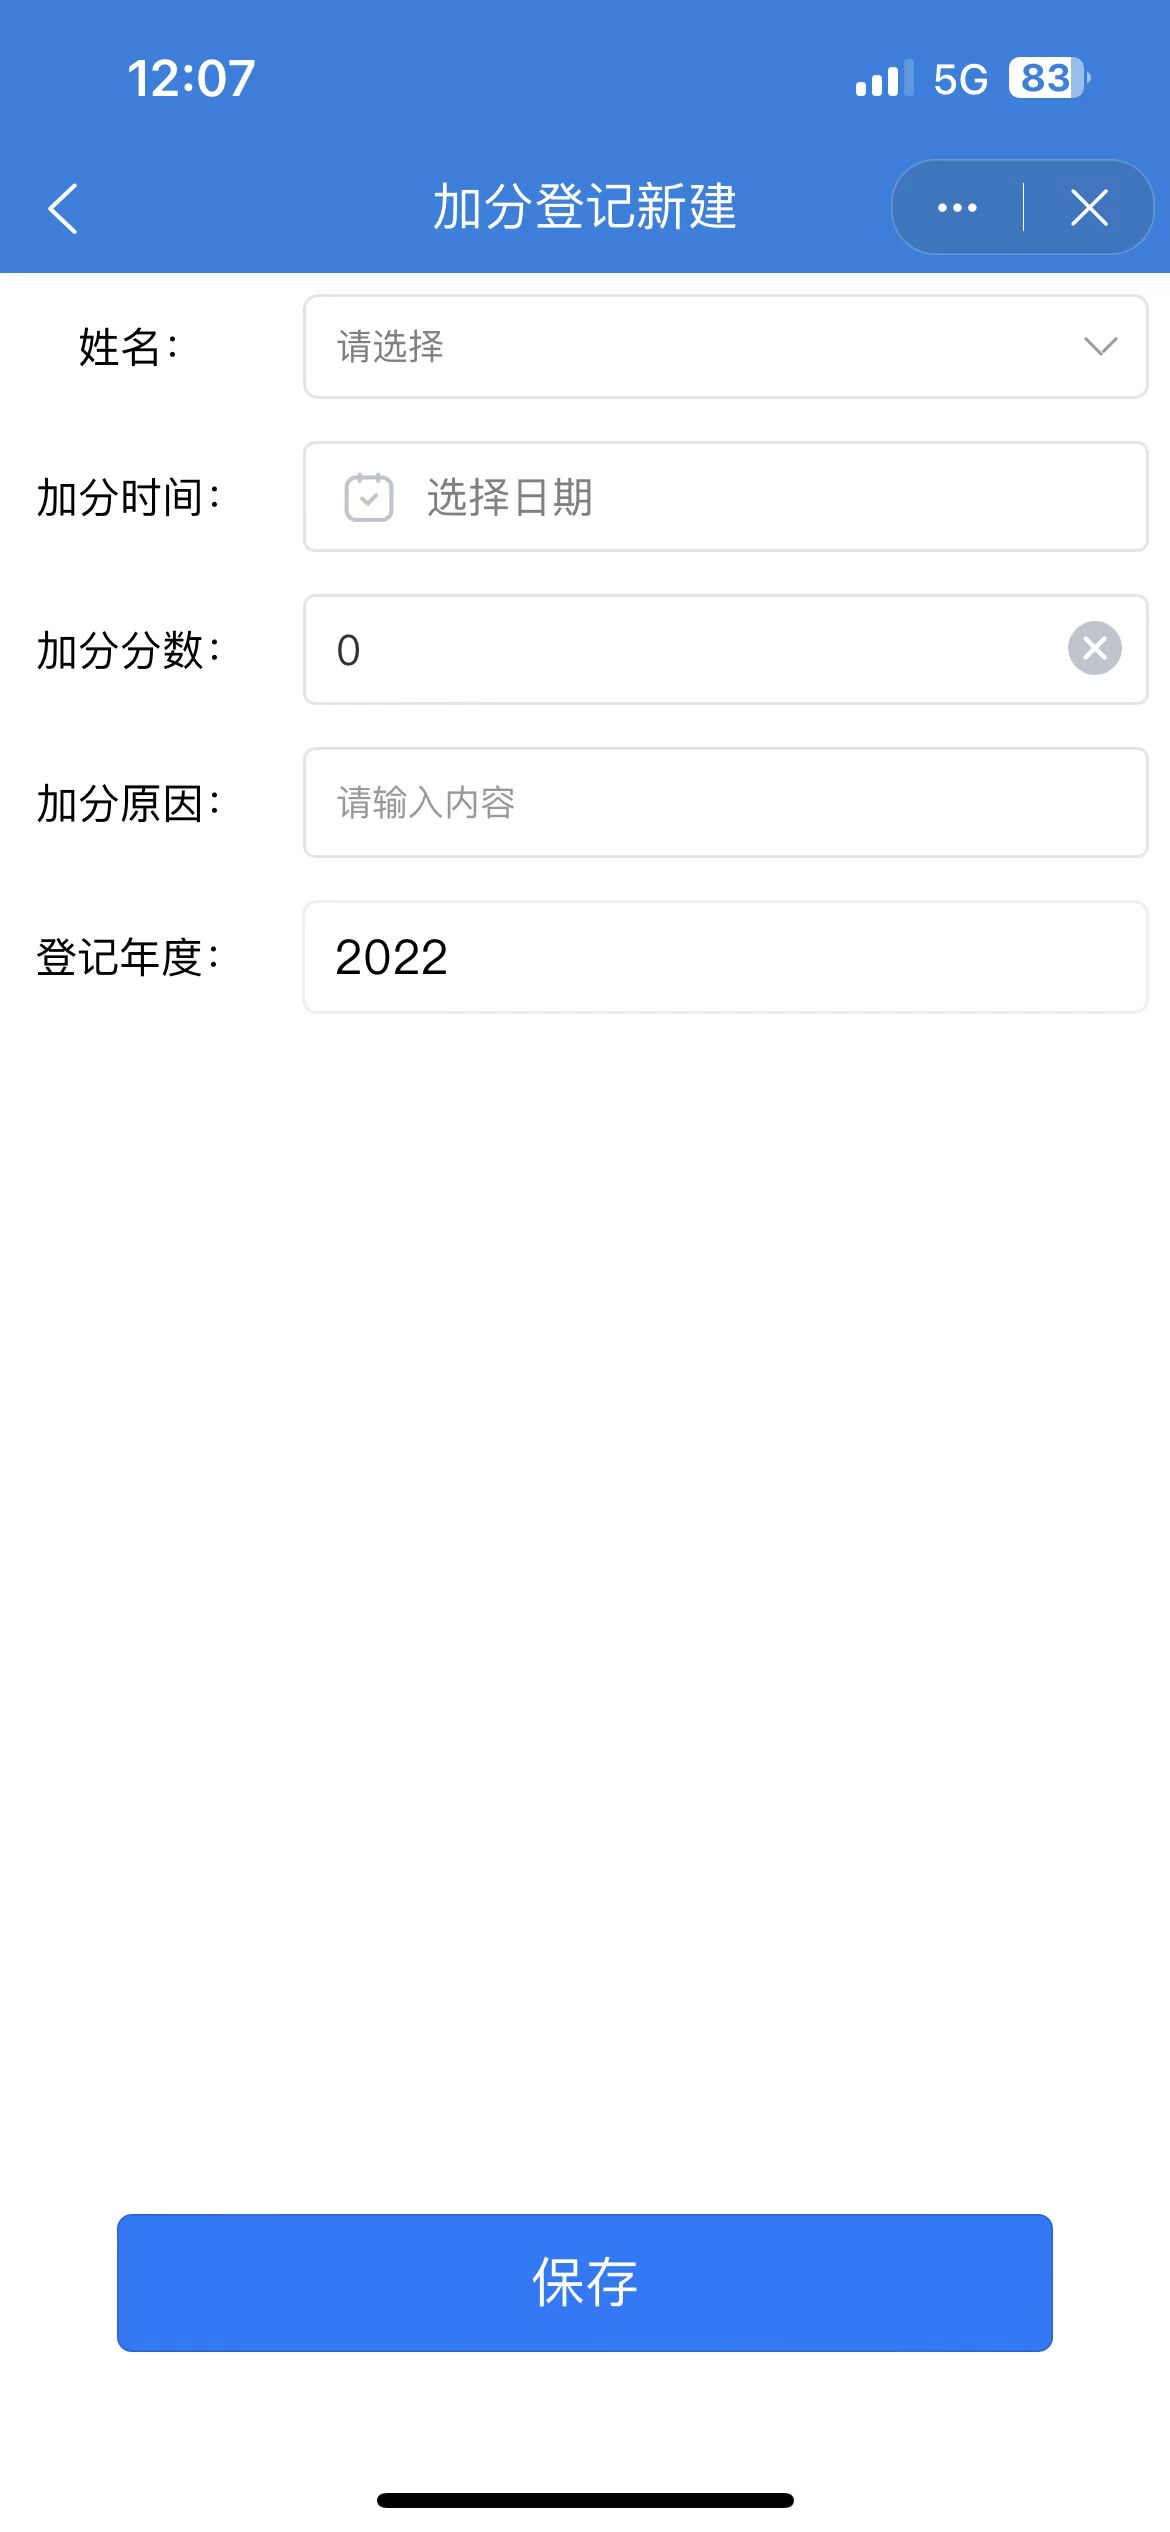 12:07
5G 83
加分登记新建
姓名：
请选择
加分时间：
选择日期
加分分数：
0
加分原因：
请输入内容
登记年度：
2022
保存